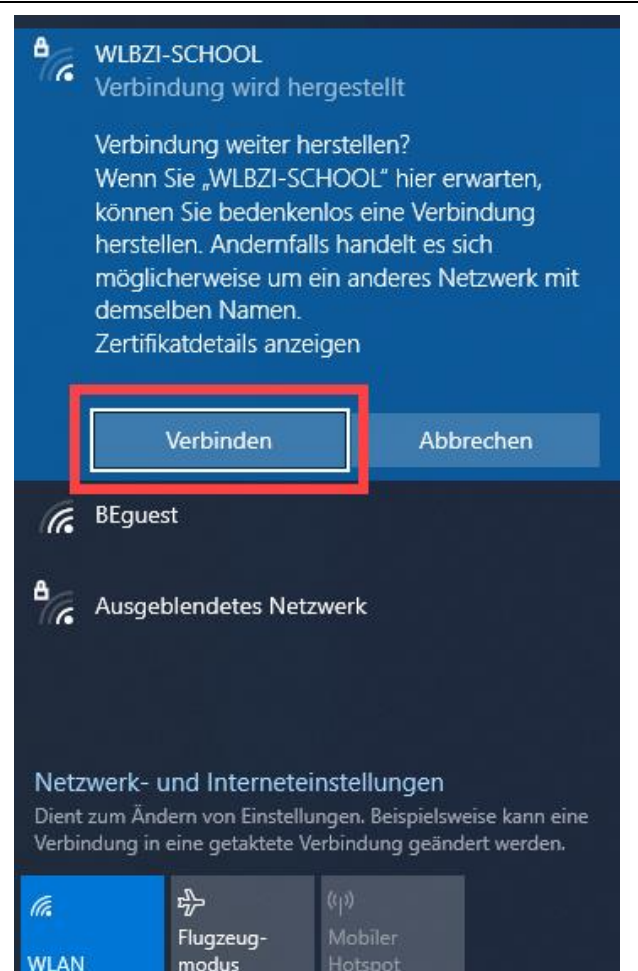 WLBZI-SCHOOL
Verbindung wird hergestellt
Verbindung weiter herstellen?
Wenn Sie „WLBZI-SCHOOL“ hier erwarten,
können Sie bedenkenlos eine Verbindung
herstellen. Andernfalls handelt es sich
möglicherweise um ein anderes Netzwerk mit
demselben Namen.
Zertifikatdetails anzeigen
Verbinden
Abbrechen
BEguest
Ausgeblendetes Netzwerk
Netzwerk- und Interneteinstellungen
Dient zum Ändern von Einstellungen. Beispielsweise kann eine
Verbindung in eine getaktete Verbindung geändert werden.
WLAN
Flugzeug-
modus
Mobiler
Hotspot